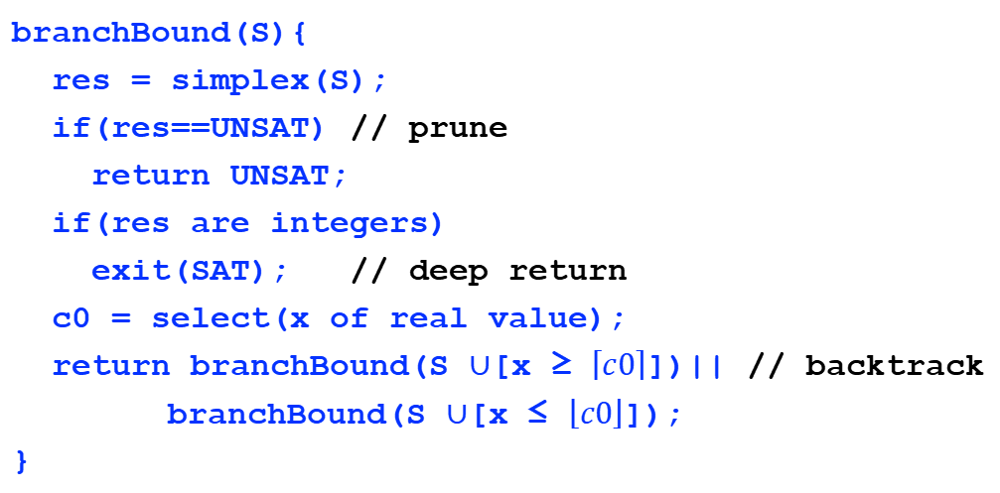 branchBound(S){
res = simplex(S);
if(res==UNSAT) // prune
return UNSAT;
if(res are integers)
exit(SAT); // deep return
c0 = select(x of real value);
return branchBound(S ∪[x ≥ ⌈c0⌉])|| // backtrack
branchBound(S ∪[x ≤ ⌊c0⌋]);
}